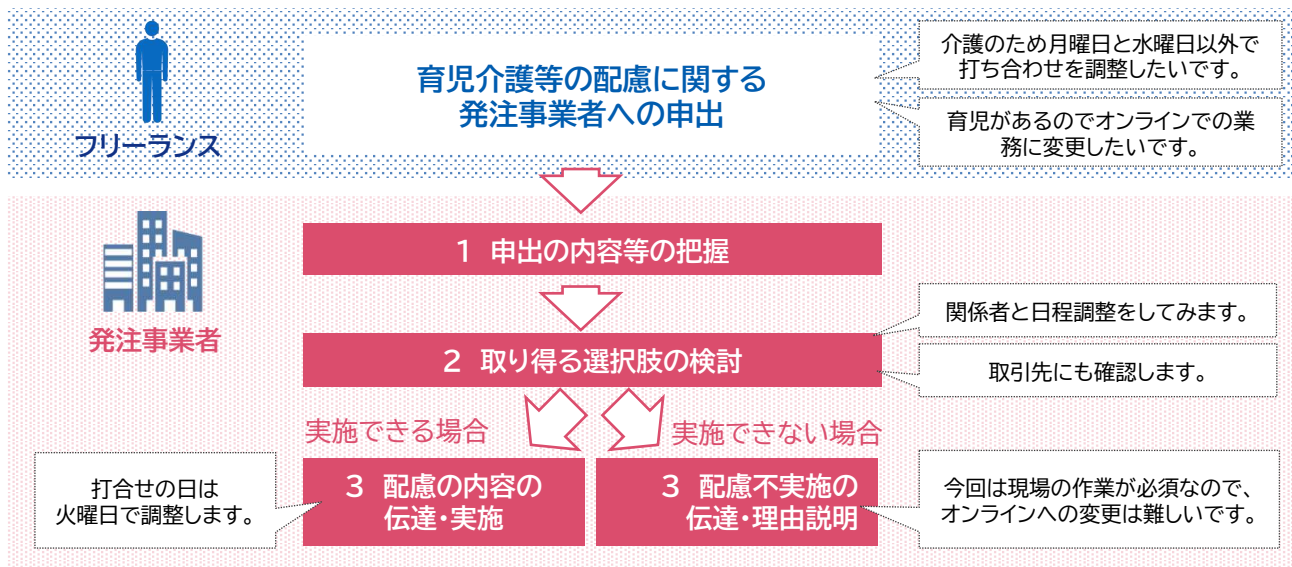 フリーランス
育児介護等の配慮に関する
発注事業者への申出
介護のため月曜日と水曜日以外で
打ち合わせを調整したいです。
育児があるのでオンラインでの業
務に変更したいです。
発注事業者
1 申出の内容等の把握
2 取り得る選択肢の検討
関係者と日程調整をしてみます。
取引先にも確認します。
実施できる場合
実施できない場合
打合せの日は
火曜日で調整します。
3 配慮の内容の
伝達・実施
3 配慮不実施の
伝達・理由説明
今回は現場の作業が必須なので、
オンラインへの変更は難しいです。